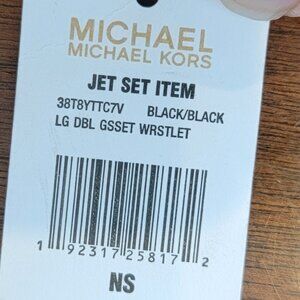 MICHAEL
MICHAEL KORS
JET SET ITEM
38T8YTTC7V BLACK/BLACK
LG DBL GSSET WRSTLET
1 92317 25817 2
NS